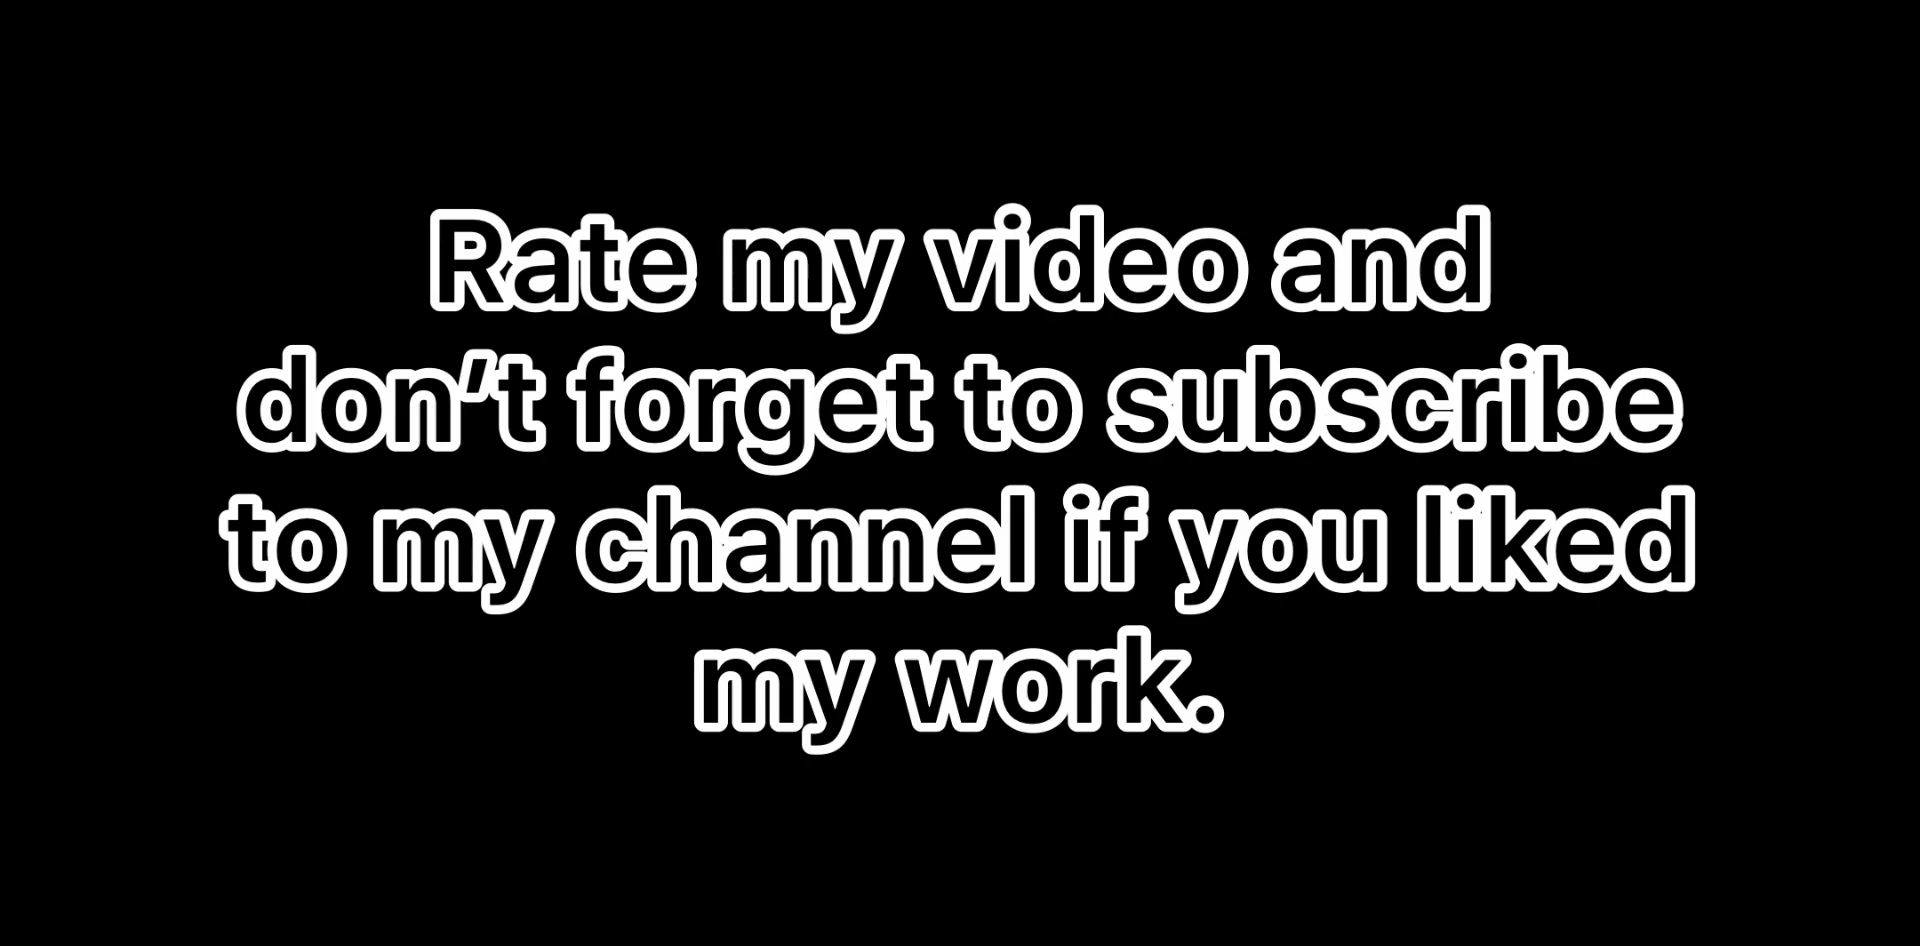 Rate my video and
don’t forget to subscribe
to my channel if you liked
my work.